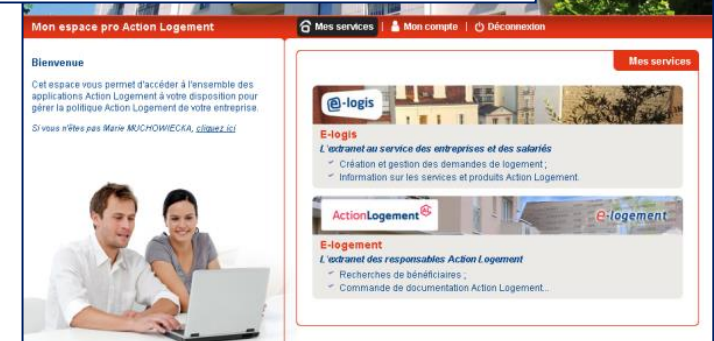 Mon espace pro Action Logement
Mes services | Mon compte | Déconnexion
Bienvenue
Cet espace vous permet d'accéder à l'ensemble des
applications Action Logement à votre disposition pour
gérer la politique Action Logement de votre entreprise.
Si vous n'êtes pas Marie MUCHOWIECKA, cliquez ici
Mes services
e-logis
E-logis
L'extranet au service des entreprises et des salariés
Création et gestion des demandes de logement ;
Information sur les services et produits Action Logement.
ActionLogement
e-logement
E-logement
L'extranet des responsables Action Logement
Recherches de bénéficiaires ;
Commande de documentation Action Logement...